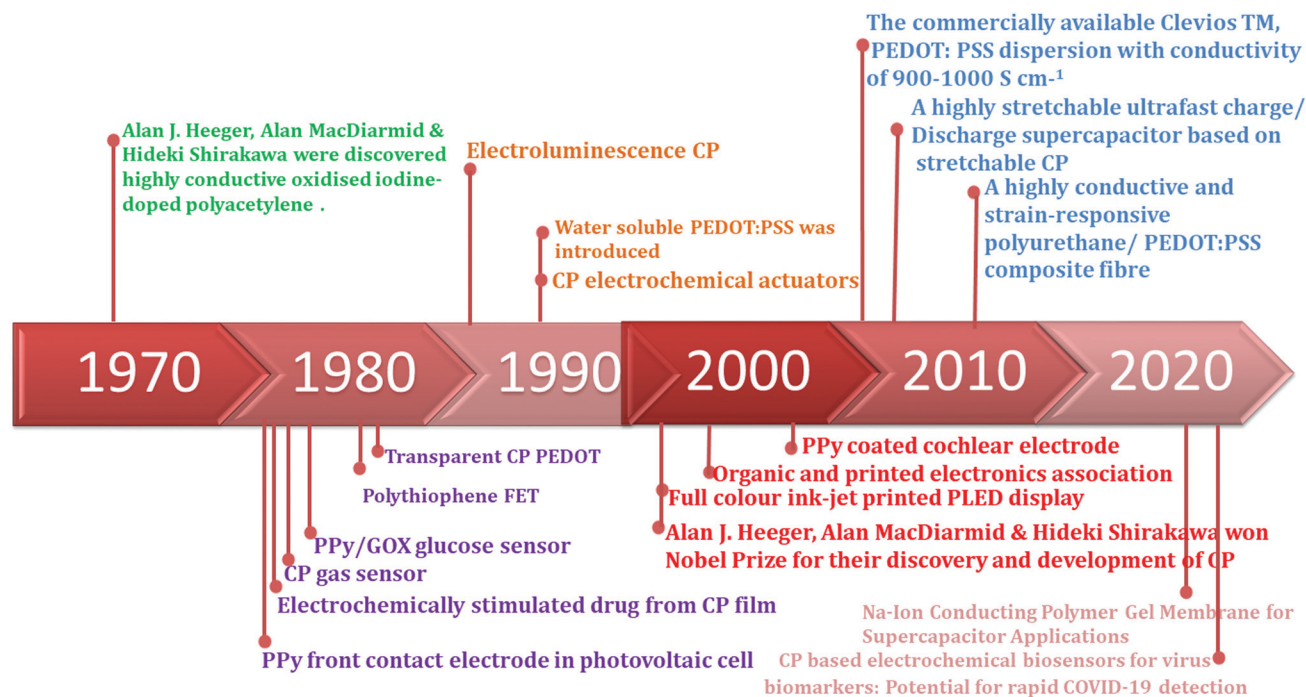 The commercially available Clevios TM,
PEDOT: PSS dispersion with conductivity
of 900-1000 S cm-¹
Alan J. Heeger, Alan MacDiarmid &
Hideki Shirakawa were discovered
highly conductive oxidised iodine-
doped polyacetylene .
Electroluminescence CP
A highly stretchable ultrafast charge/
Discharge supercapacitor based on
stretchable CP
Water soluble PEDOT:PSS was
introduced
CP electrochemical actuators
A highly conductive and
strain-responsive
polyurethane/ PEDOT:PSS
composite fibre
1970
1980
1990
2000
2010
2020
Transparent CP PEDOT
Polythiophene FET
PPy/GOX glucose sensor
CP gas sensor
Electrochemically stimulated drug from CP film
PPy front contact electrode in photovoltaic cell
PPy coated cochlear electrode
Organic and printed electronics association
Full colour ink-jet printed PLED display
Alan J. Heeger, Alan MacDiarmid & Hideki Shirakawa won
Nobel Prize for their discovery and development of CP
Na-Ion Conducting Polymer Gel Membrane for
Supercapacitor Applications
CP based electrochemical biosensors for virus
biomarkers: Potential for rapid COVID-19 detection